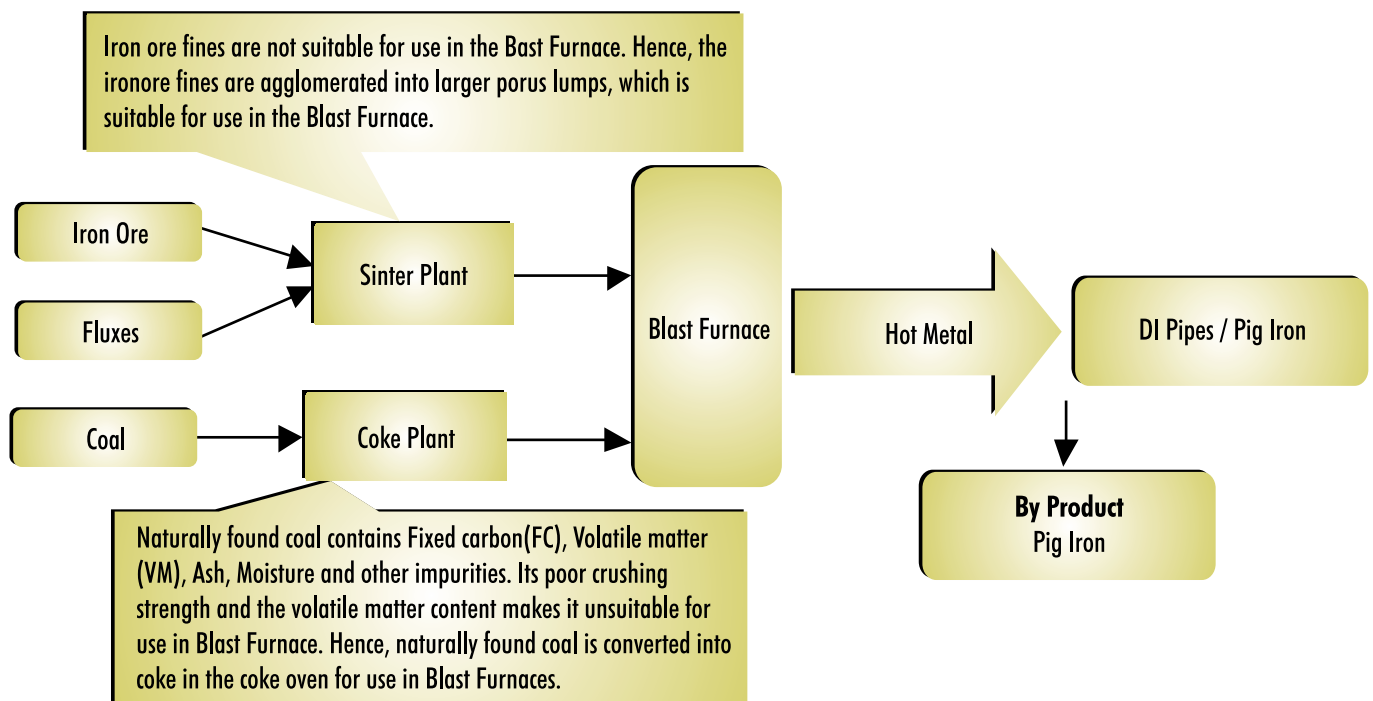 Iron ore fines are not suitable for use in the Bast Furnace. Hence, the
ironore fines are agglomerated into larger porus lumps, which is
suitable for use in the Blast Furnace.
Iron Ore
Fluxes
Sinter Plant
Coal
Coke Plant
Blast Furnace
Hot Metal
DI Pipes / Pig Iron
By Product
Pig Iron
Naturally found coal contains Fixed carbon(FC), Volatile matter
(VM), Ash, Moisture and other impurities. Its poor crushing
strength and the volatile matter content makes it unsuitable for
use in Blast Furnace. Hence, naturally found coal is converted into
coke in the coke oven for use in Blast Furnaces.